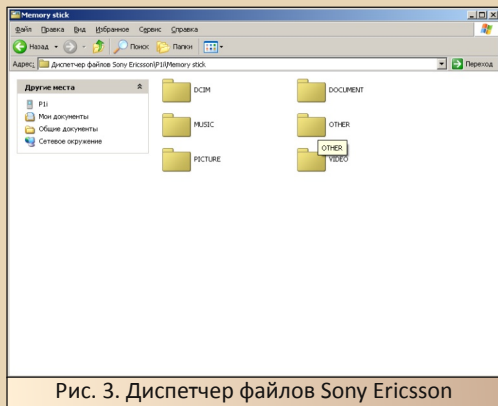 Memory stick
Файл Правка Вид Избранное Сервис Справка
Назад Поиск Папки
Адрес: Диспетчер файлов Sony Ericsson\P1i\Memory stick Переход
Другие места
P1i
Мои документы
Общие документы
Сетевое окружение
DCIM DOCUMENT
MUSIC OTHER
OTHER
PICTURE VIDEO
Рис. 3. Диспетчер файлов Sony Ericsson